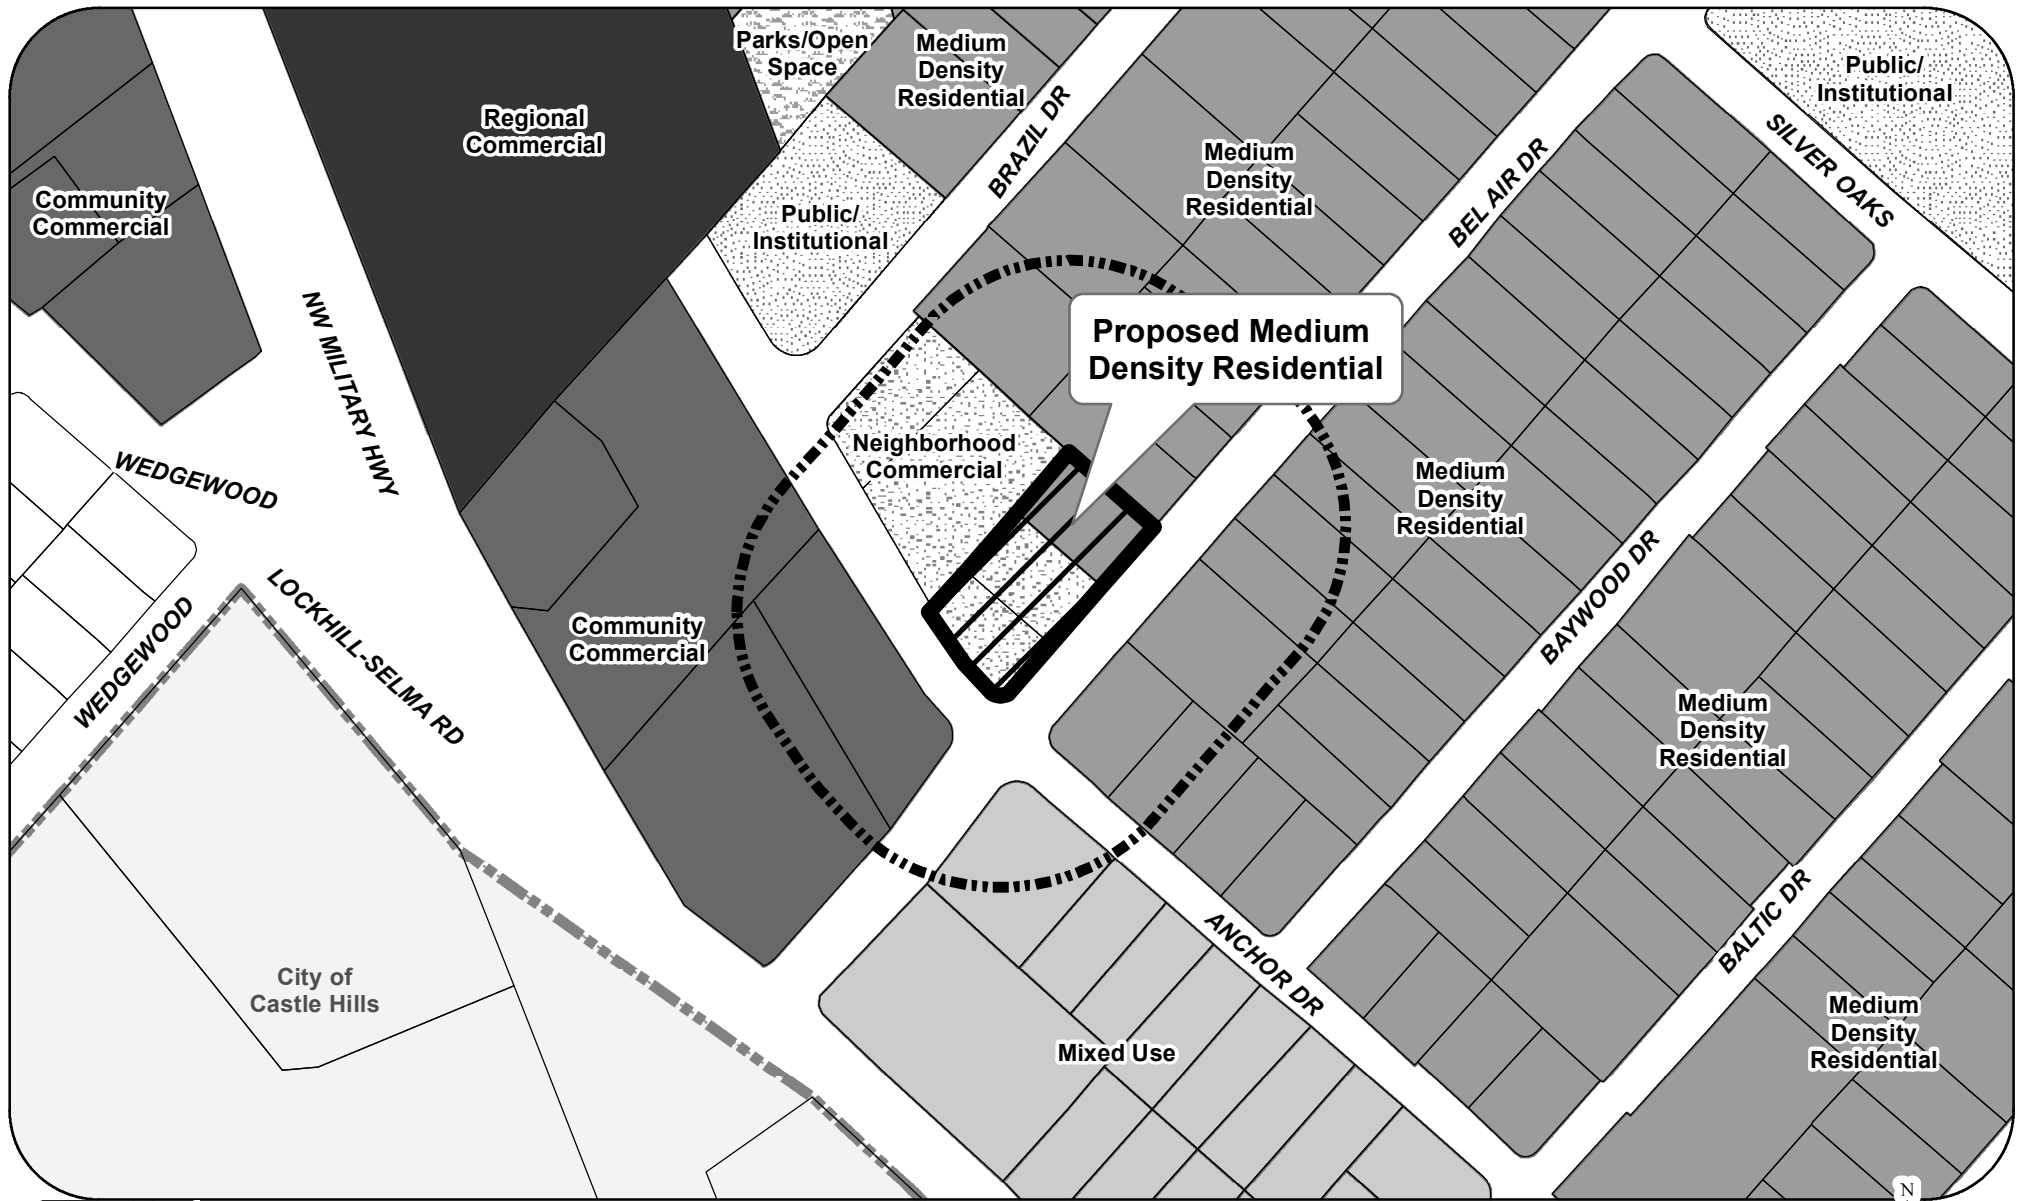 Parks/Open
Space
Medium
Density
Residential
Public/
Institutional
Regional
Commercial
BRAZIL DR
Medium
Density
Residential
BEL AIR DR
SILVER OAKS
Community
Commercial
Public/
Institutional
NW MILITARY HWY
Proposed Medium
Density Residential
Neighborhood
Commercial
WEDGEWOOD
Medium
Density
Residential
WEDGEWOOD
LOCKHILL-SELMA RD
Community
Commercial
BAYWOOD DR
Medium
Density
Residential
BALTIC DR
ANCHOR DR
City of
Castle Hills
Mixed Use
Medium
Density
Residential
N